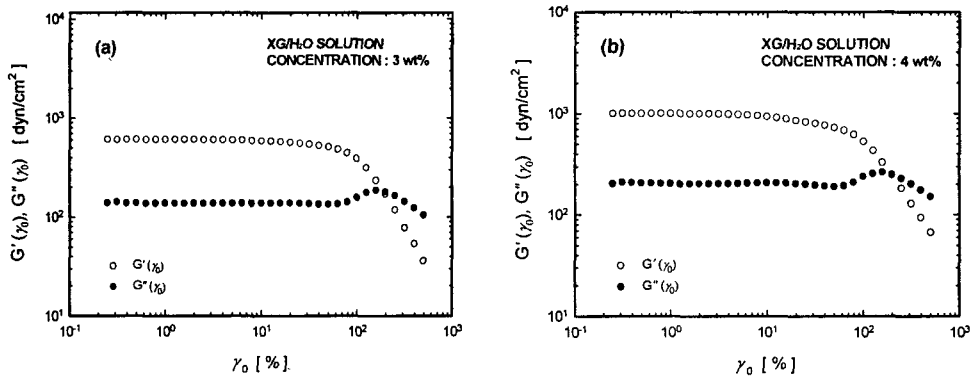 (a)
XG/H₂O SOLUTION
CONCENTRATION : 3 wt%
G′(γ₀), G″(γ₀) [ dyn/cm² ]
10⁴
10³
10²
10¹
○ G′(γ₀)
● G″(γ₀)
10⁻¹ 10⁰ 10¹ 10² 10³
γ₀ [ % ]
(b)
XG/H₂O SOLUTION
CONCENTRATION : 4 wt%
G′(γ₀), G″(γ₀) [ dyn/cm² ]
10⁴
10³
10²
10¹
○ G′(γ₀)
● G″(γ₀)
10⁻¹ 10⁰ 10¹ 10² 10³
γ₀ [ % ]